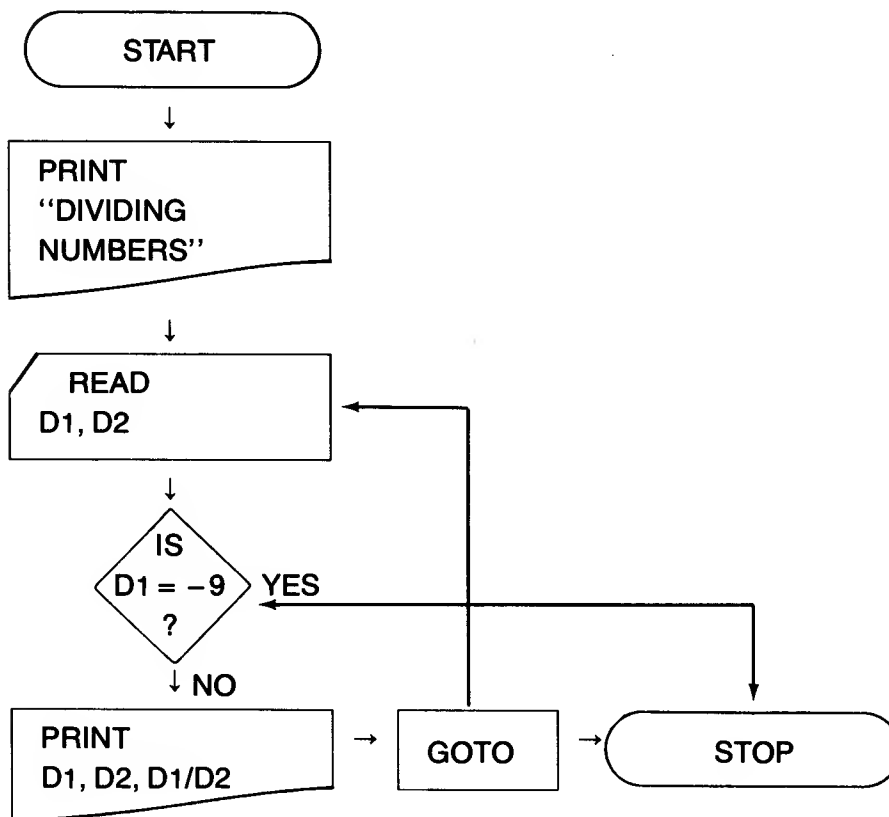 START
PRINT
‘‘DIVIDING
NUMBERS’’
READ
D1, D2
IS
D1 = −9
?
YES
NO
PRINT
D1, D2, D1/D2
GOTO
STOP